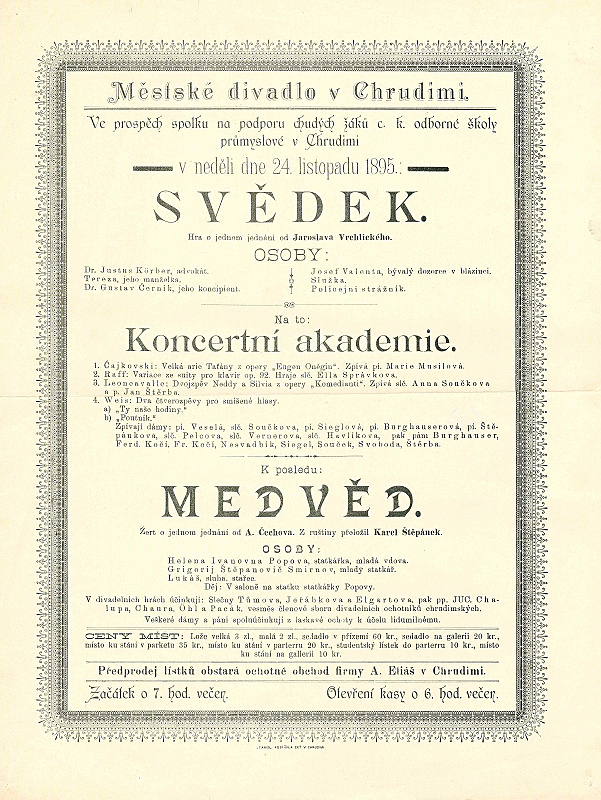 Městské divadlo v Chrudimi.
Ve prospěch spolku na podporu chudých žáků c. k. odborné školy
průmyslové v Chrudimi
v neděli dne 24. listopadu 1895.:
SVĚDEK.
Hra o jednom jednání od Jaroslava Vrchlického.
OSOBY:
Dr. Justus Körber, advokát.
Tereza, jeho manželka.
Dr. Gustav Černík, jeho koncipient.
Josef Valenta, bývalý dozorce v blázinci.
Služka.
Policejní strážník.
Na to:
Koncertní akademie.
1. Čajkovski: Velká arie Taťány z opery „Eugen Onégin“. Zpívá pí. Marie Musilová.
2. Raff: Variace ze suity pro klavír op. 92. Hraje slč. Ella Správkova.
3. Leoncavallo: Dvojzpěv Neddy a Silvia z opery „Komedianti“. Zpívá slč. Anna Součkova
a p. Jan Štěrba.
4. Weis: Dva čtverozpěvy pro smíšené hlasy.
a) „Ty naše hodiny.“
b) „Poutník.“
Zpívají dámy: pí. Veselá, slč. Součkova, pí. Sieglová, pí. Burghauserová, pí. Ště-
pánková, slč. Pelcova, slč. Vernerova, slč. Havlíkova, pak páni Burghauser,
Ferd. Kočí, Fr. Kočí, Nesvadbík, Siegel, Souček, Svoboda, Štěrba.
K posledu:
MEDVĚD.
Žert o jednom jednání od A. Čechova. Z ruštiny přeložil Karel Štěpánek.
OSOBY:
Helena Ivanovna Popova, statkářka, mladá vdova.
Grigorij Štěpanovič Smirnov, mladý statkář.
Lukáš, sluha, stařec.
Děj: V saloně na statku statkářky Popovy.
V divadelních hrách účinkují: Slečny Tůmova, Jeřábkova a Elgartova, pak pp. JUC. Cha-
lupa, Chaura, Ohl a Pacák, vesměs členové sboru divadelních ochotníků chrudimských.
Veškeré dámy a páni spoluúčinkují z laskavé ochoty k účelu lidumilnému.
CENY MÍST: Lože velká 3 zl., malá 2 zl., sedadlo v přízemí 60 kr., sedadlo na galerii 20 kr.,
místo ku stání v parketu 35 kr., místo ku stání v parterru 20 kr., studentský lístek do parterru 10 kr., místo
ku stání na gallerii 10 kr.
Předprodej lístků obstará ochotně obchod firmy A. Eliáš v Chrudimi.
Začátek o 7. hod. večer.
Otevření kasy o 6. hod. večer.